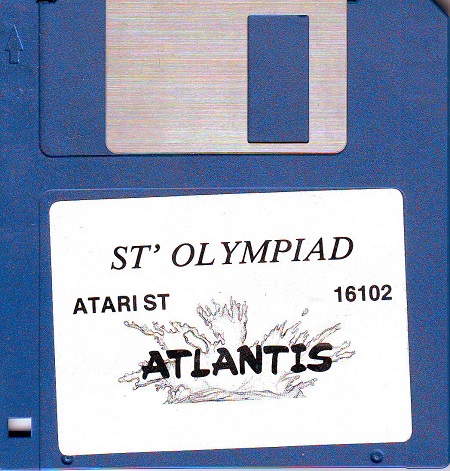 ST' OLYMPIAD
ATARI ST 16102
ATLANTIS